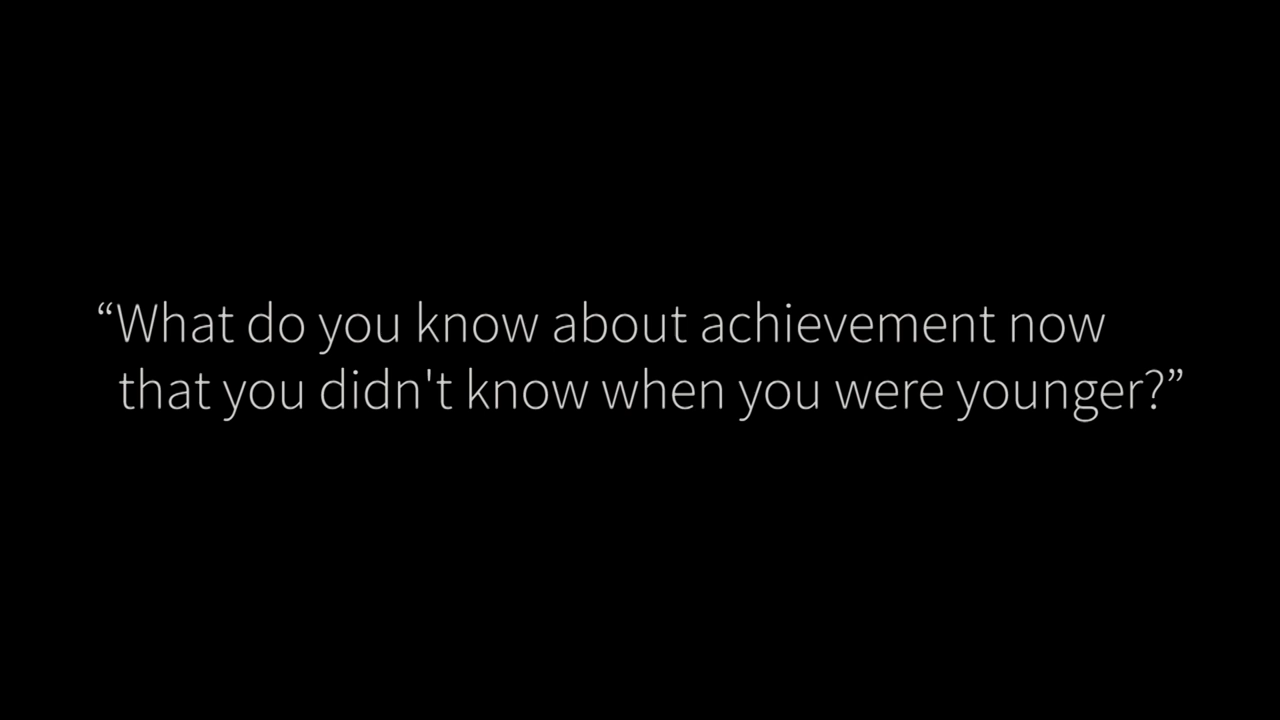 “What do you know about achievement now
that you didn't know when you were younger?”